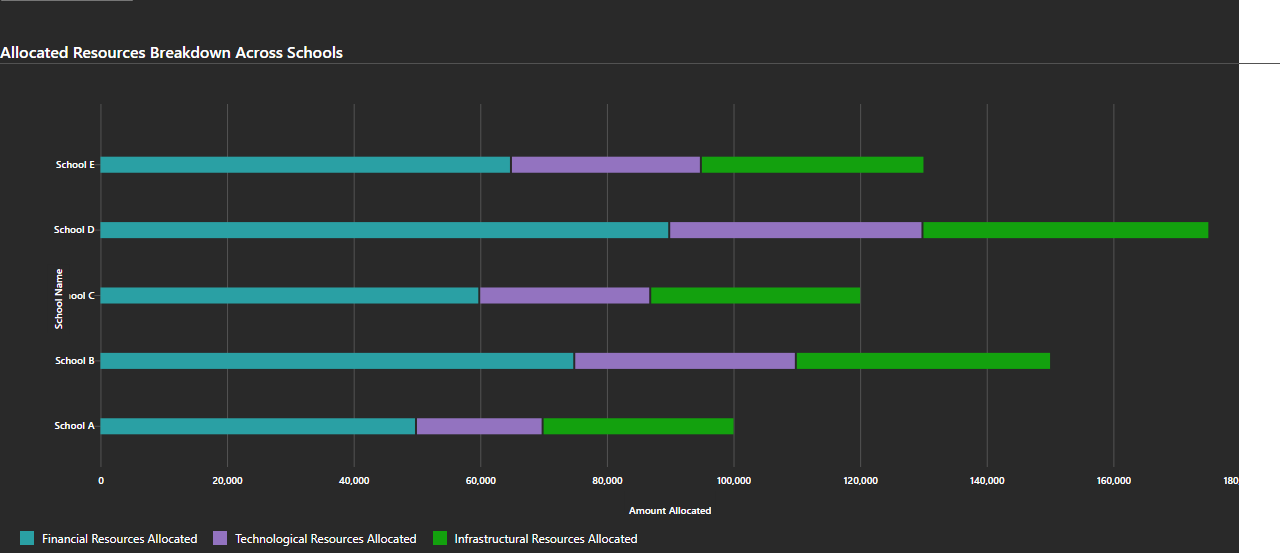 Allocated Resources Breakdown Across Schools
School E
School D
School Name
ool C
School B
School A
0 20,000 40,000 60,000 80,000 100,000 120,000 140,000 160,000 180
Amount Allocated
Financial Resources Allocated Technological Resources Allocated Infrastructural Resources Allocated